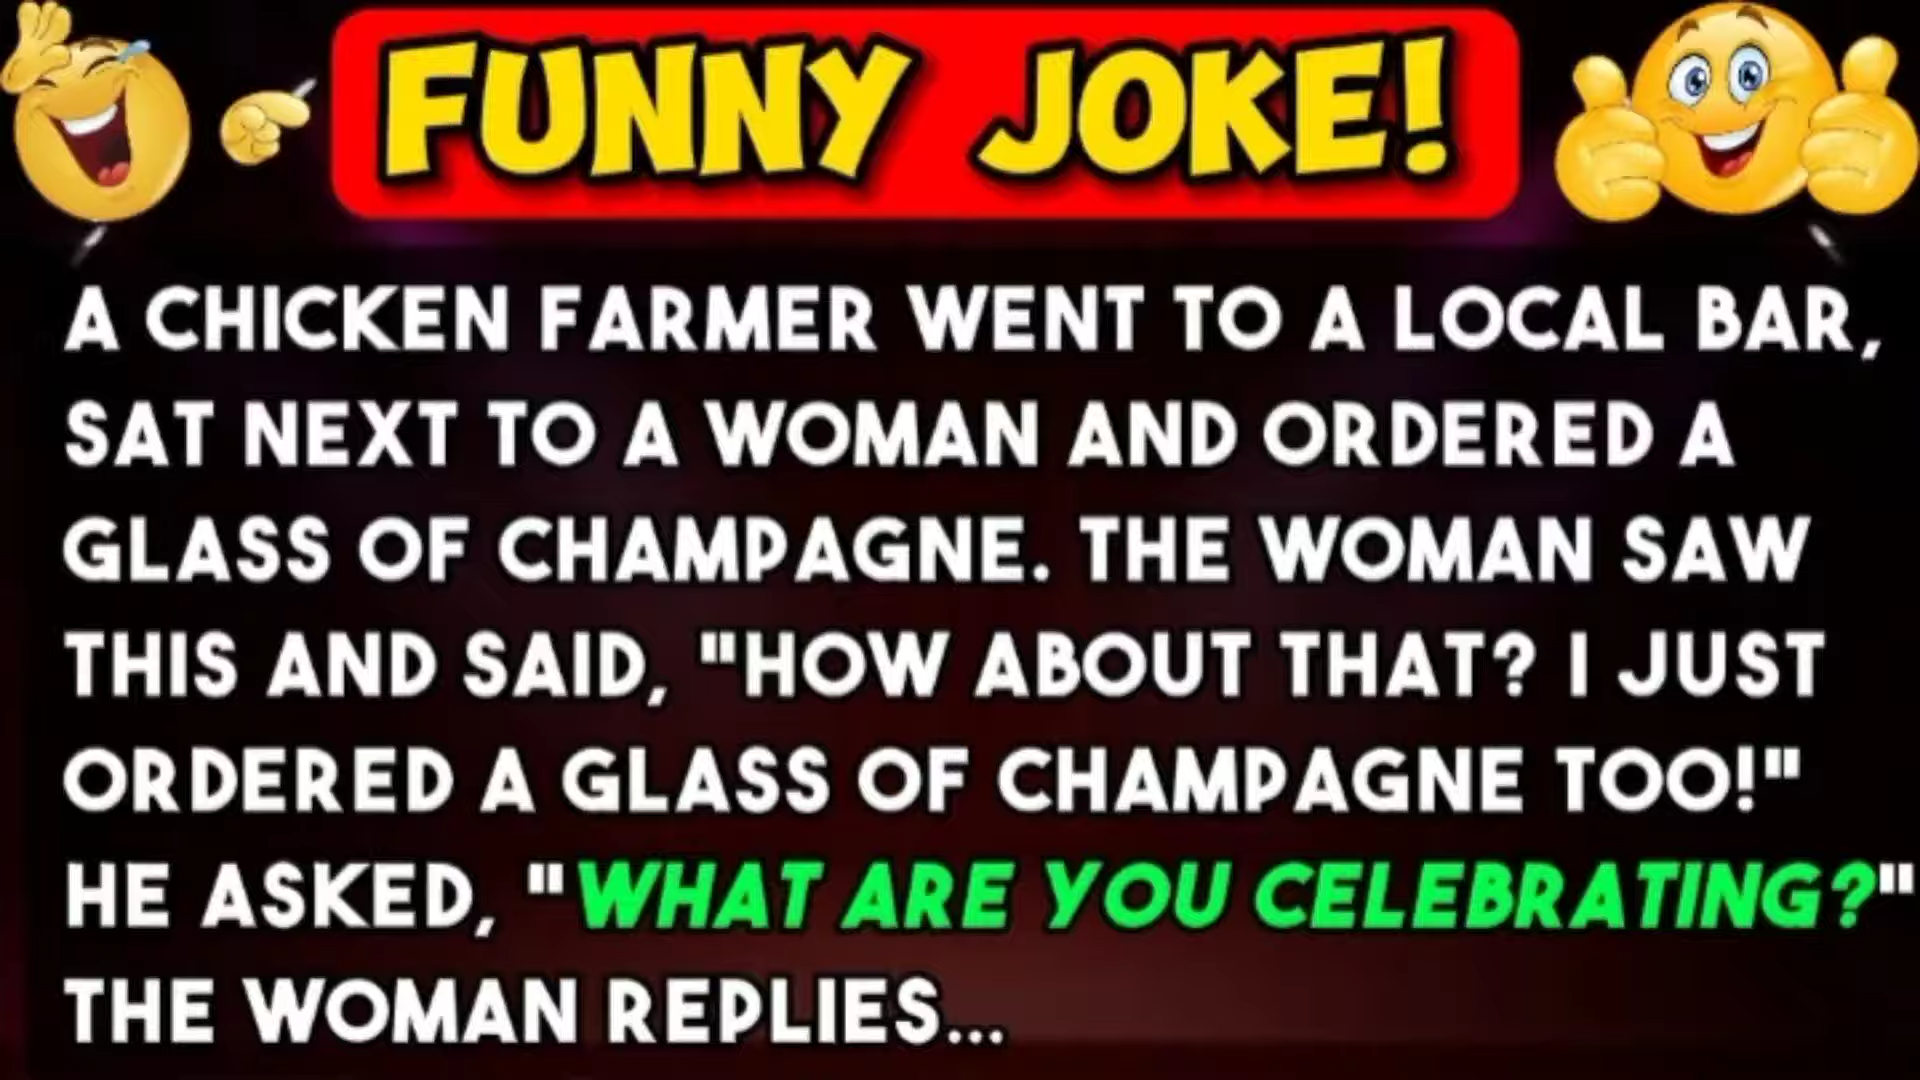 FUNNY JOKE!
A CHICKEN FARMER WENT TO A LOCAL BAR,
SAT NEXT TO A WOMAN AND ORDERED A
GLASS OF CHAMPAGNE. THE WOMAN SAW
THIS AND SAID, "HOW ABOUT THAT? I JUST
ORDERED A GLASS OF CHAMPAGNE TOO!"
HE ASKED, "WHAT ARE YOU CELEBRATING?"
THE WOMAN REPLIES...